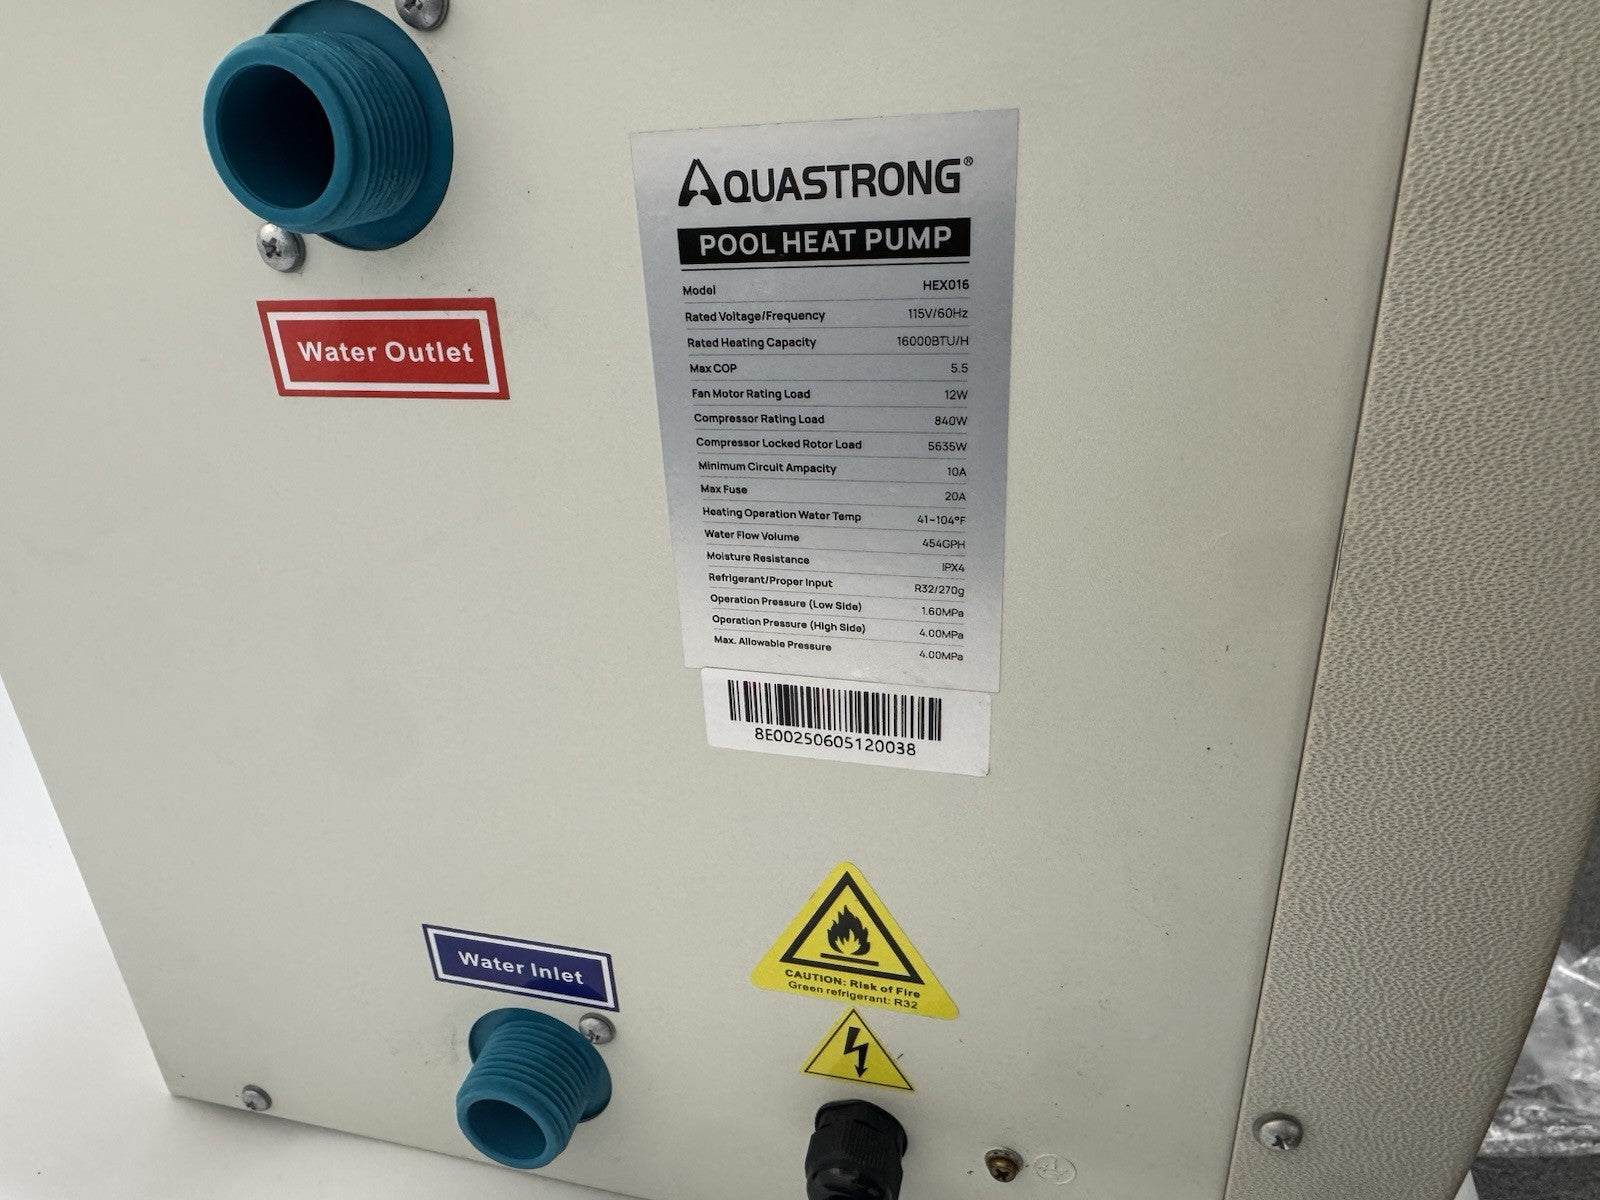 AQUASTRONG®
POOL HEAT PUMP
Model HEX016
Rated Voltage/Frequency 115V/60Hz
Rated Heating Capacity 16000BTU/H
Max COP 5.5
Fan Motor Rating Load 12W
Compressor Rating Load 840W
Compressor Locked Rotor Load 5635W
Minimum Circuit Ampacity 10A
Max Fuse 20A
Heating Operation Water Temp 41~104°F
Water Flow Volume 454GPH
Moisture Resistance IPX4
Refrigerant/Proper Input R32/270g
Operation Pressure (Low Side) 1.60MPa
Operation Pressure (High Side) 4.00MPa
Max. Allowable Pressure 4.00MPa
8E00250605120038
Water Outlet
Water Inlet
CAUTION: Risk of Fire
Green refrigerant: R32